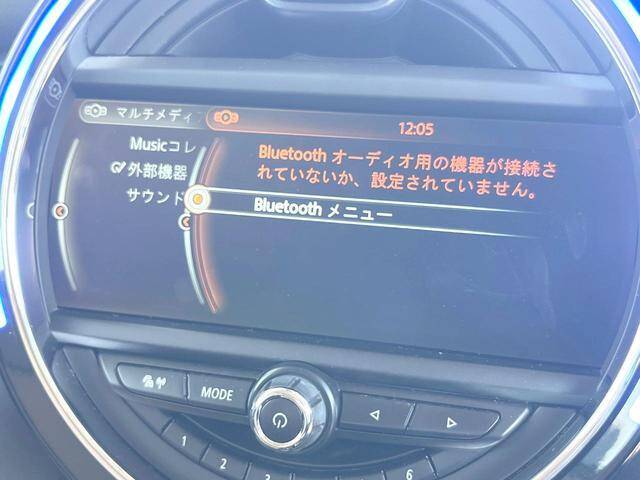 マルチメディ
12:05
Musicコレ
外部機器
サウンド
Bluetooth オーディオ用の機器が接続さ
れていないか、設定されていません。
Bluetooth メニュー
MODE
1
2
6